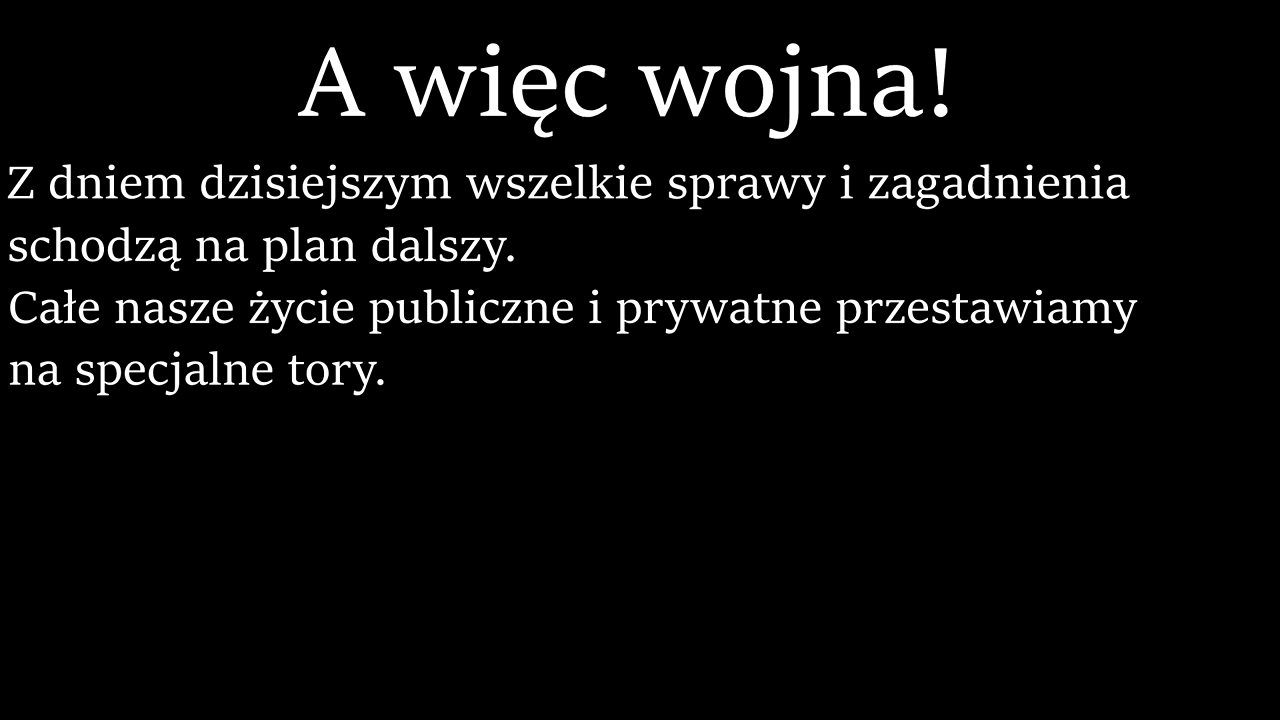 A więc wojna!
Z dniem dzisiejszym wszelkie sprawy i zagadnienia
schodzą na plan dalszy.
Całe nasze życie publiczne i prywatne przestawiamy
na specjalne tory.